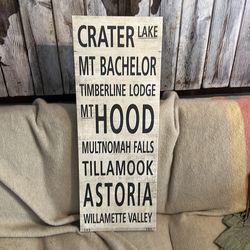 CRATER LAKE
MT BACHELOR
TIMBERLINE LODGE
MT HOOD
MULTNOMAH FALLS
TILLAMOOK
ASTORIA
WILLAMETTE VALLEY